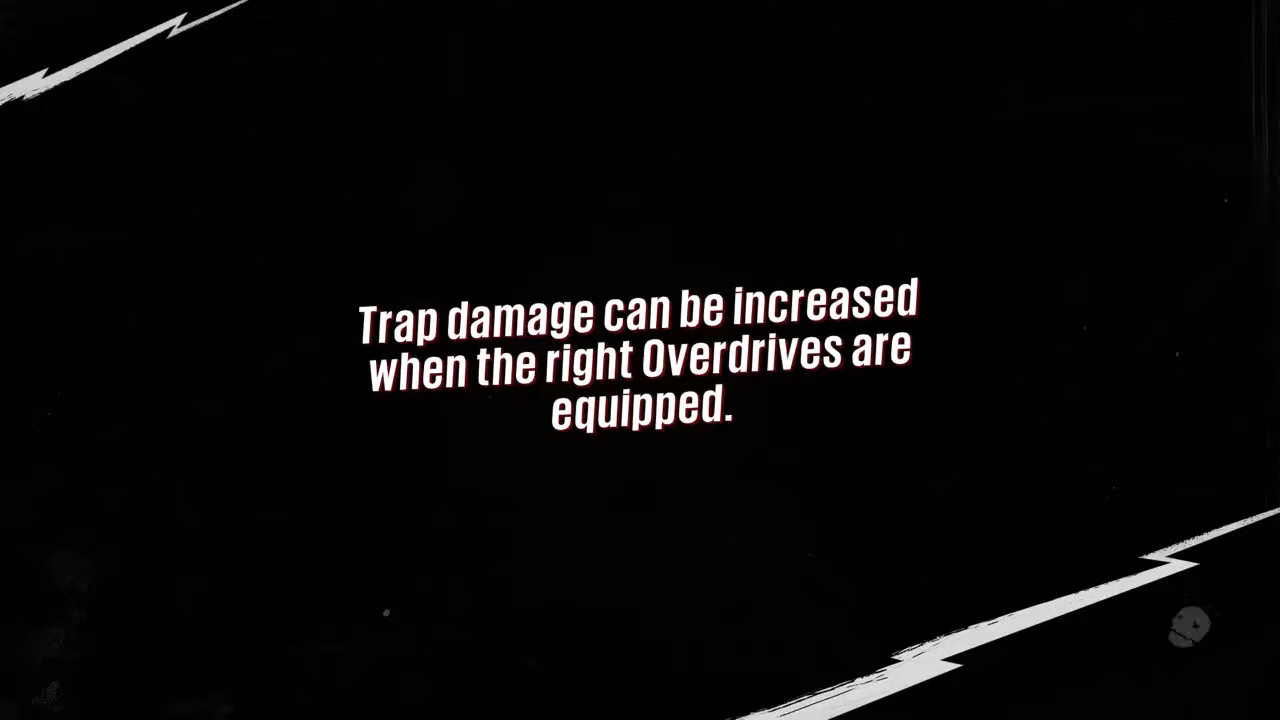 Trap damage can be increased
when the right Overdrives are
equipped.